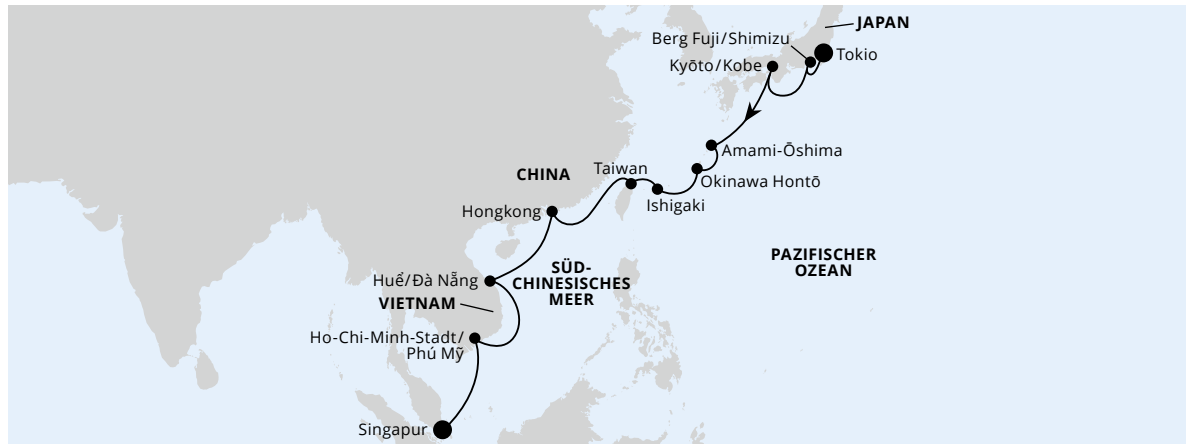 JAPAN
Berg Fuji/Shimizu
Tokio
Kyōto/Kobe
Amami-Ōshima
Taiwan
Okinawa Hontō
CHINA
Ishigaki
Hongkong
PAZIFISCHER
OZEAN
SÜD-
CHINESISCHES
MEER
Huể/Đà Nẵng
VIETNAM
Ho-Chi-Minh-Stadt/
Phú Mỹ
Singapur